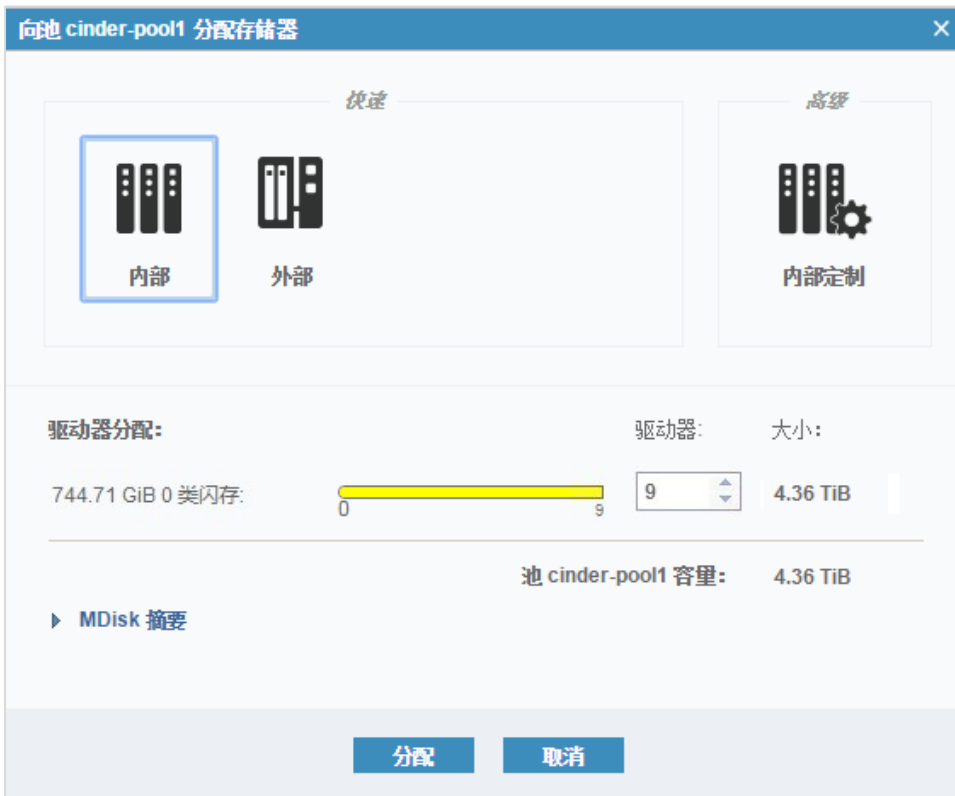 向池 cinder-pool1 分配存储器
快速
高级
内部
外部
内部定制
驱动器分配:
驱动器:
大小:
744.71 GiB 0 类闪存:
0
9
9
4.36 TiB
池 cinder-pool1 容量:
4.36 TiB
MDisk 摘要
分配
取消